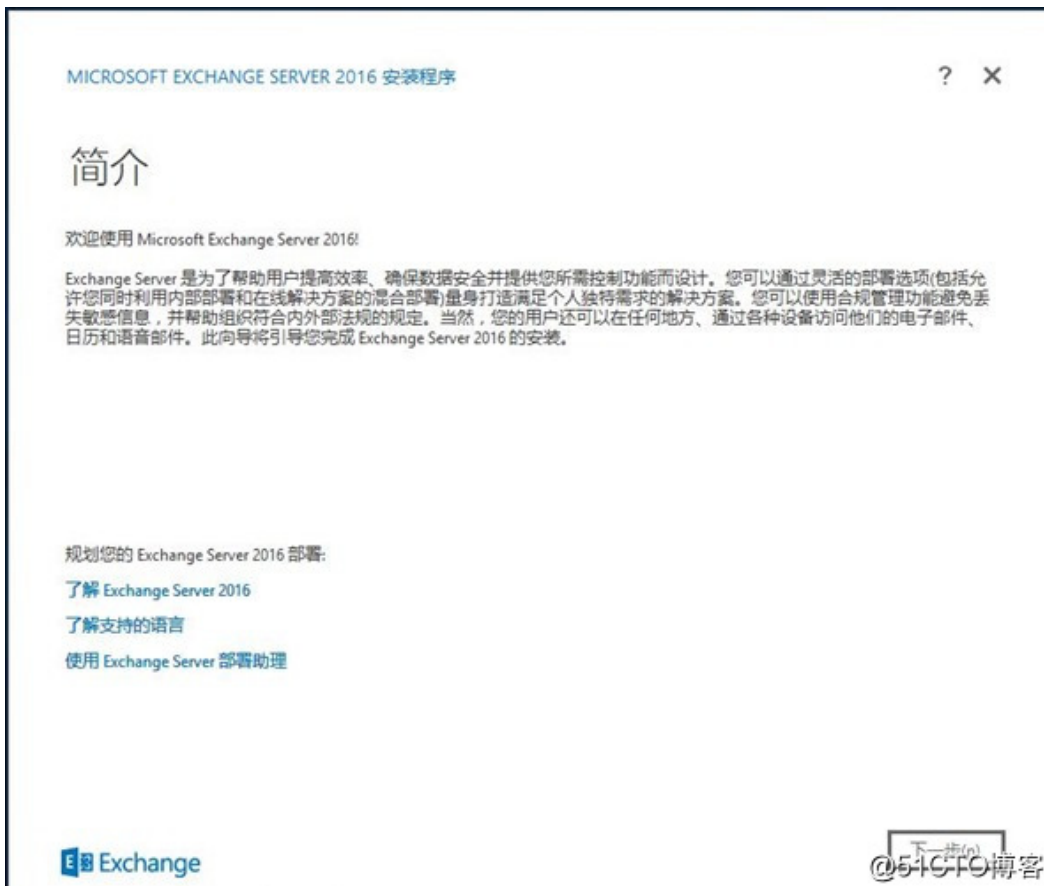 MICROSOFT EXCHANGE SERVER 2016 安装程序
? ×
简介
欢迎使用 Microsoft Exchange Server 2016!
Exchange Server 是为了帮助用户提高效率、确保数据安全并提供您所需控制功能而设计。您可以通过灵活的部署选项(包括允
许您同时利用内部部署和在线解决方案的混合部署)量身打造满足个人独特需求的解决方案。您可以使用合规管理功能避免丢
失敏感信息，并帮助组织符合内外部法规的规定。当然，您的用户还可以在任何地方、通过各种设备访问他们的电子邮件、
日历和语音邮件。此向导将引导您完成 Exchange Server 2016 的安装。
规划您的 Exchange Server 2016 部署:
了解 Exchange Server 2016
了解支持的语言
使用 Exchange Server 部署助理
Exchange
下一步(n)
@51CTO博客